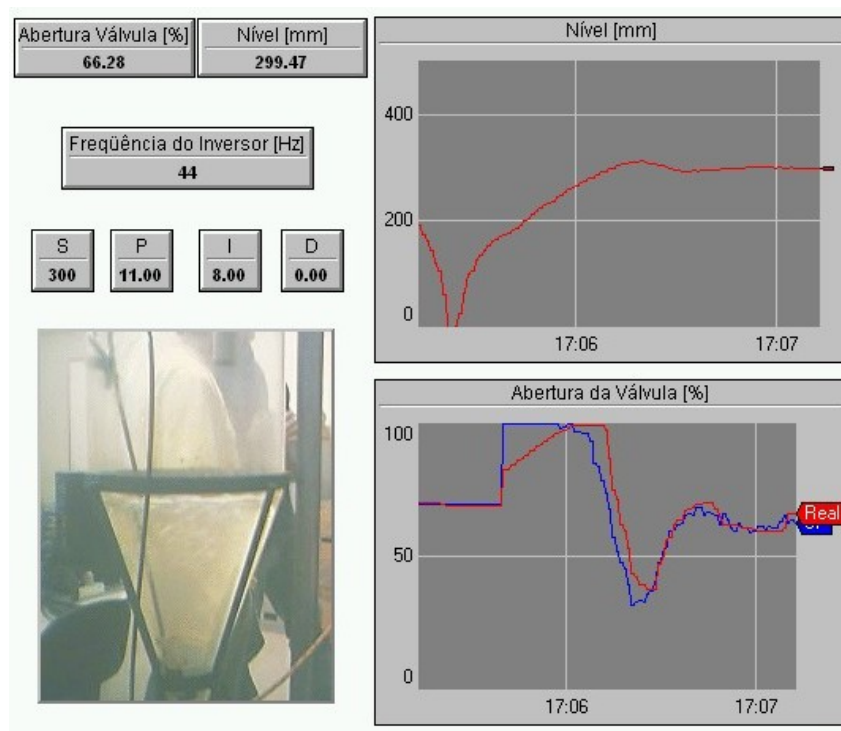 Abertura Válvula [%]
66.28
Nível [mm]
299.47
Freqüência do Inversor [Hz]
44
S
300
P
11.00
I
8.00
D
0.00
Nível [mm]
400
200
0
17:06
17:07
Abertura da Válvula [%]
100
50
0
Real
17:06
17:07